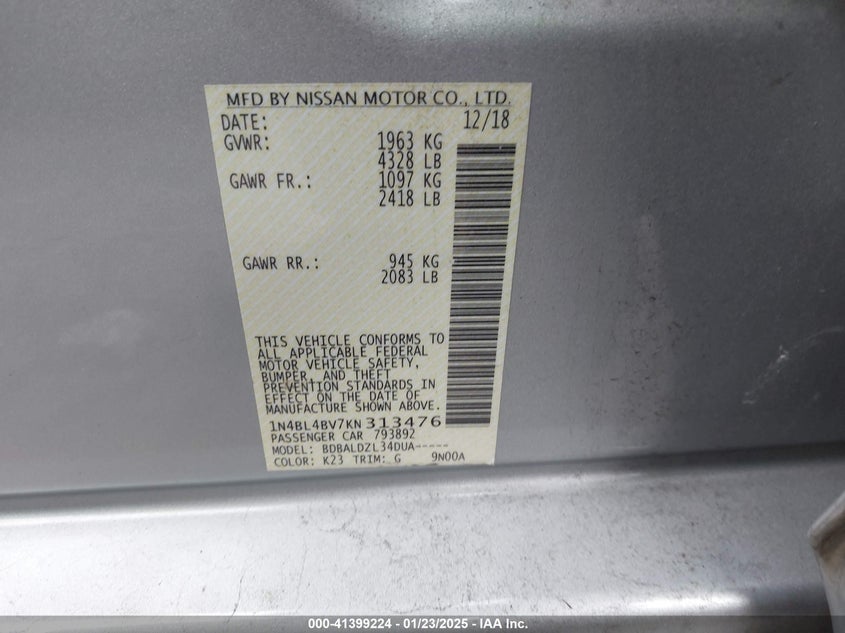 MFD BY NISSAN MOTOR CO., LTD.
DATE: 12/18
GVWR: 1963 KG
4328 LB
GAWR FR.: 1097 KG
2418 LB
GAWR RR.: 945 KG
2083 LB
THIS VEHICLE CONFORMS TO
ALL APPLICABLE FEDERAL
MOTOR VEHICLE SAFETY,
BUMPER, AND THEFT
PREVENTION STANDARDS IN
EFFECT ON THE DATE OF
MANUFACTURE SHOWN ABOVE.
1N4BL4BV7KN313476
PASSENGER CAR 793892
MODEL: BDBALDZL34DUA-----
COLOR: K23 TRIM: G 9N00A
000-41399224 - 01/23/2025 - IAA Inc.